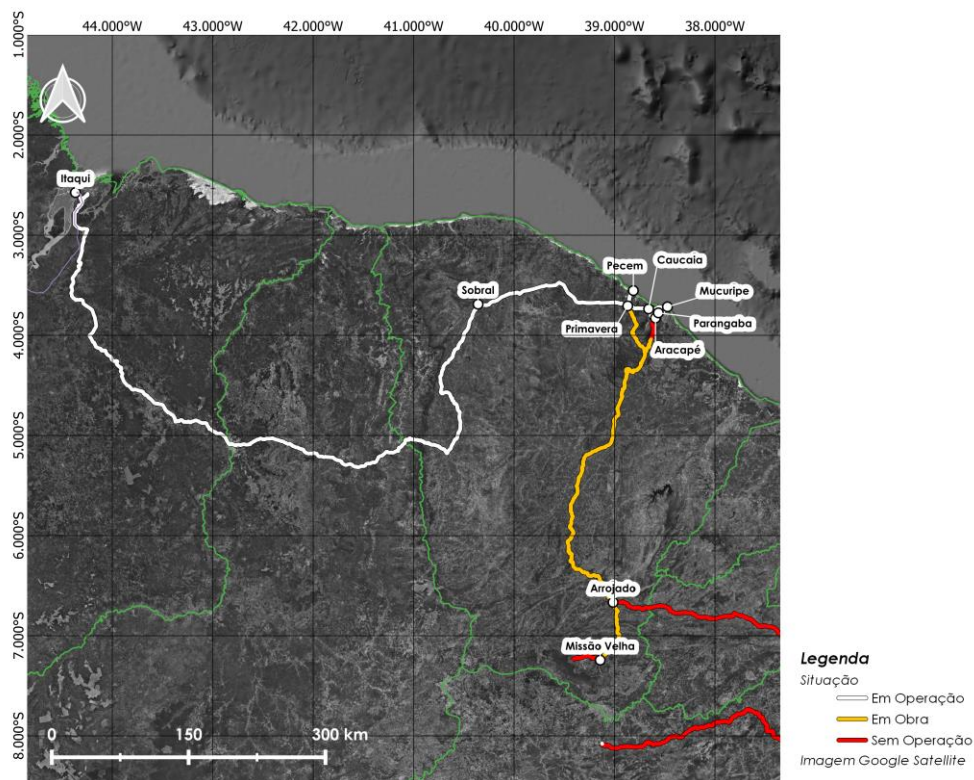 44.000°W 43.000°W 42.000°W 41.000°W 40.000°W 39.000°W 38.000°W
1.000°S
2.000°S
3.000°S
4.000°S
5.000°S
6.000°S
7.000°S
8.000°S
Itaqui
Pecem
Caucaia
Sobral
Mucuripe
Primavera
Parangaba
Aracapé
Arrojado
Missão Velha
0 150 300 km
Legenda
Situação
Em Operação
Em Obra
Sem Operação
Imagem Google Satellite